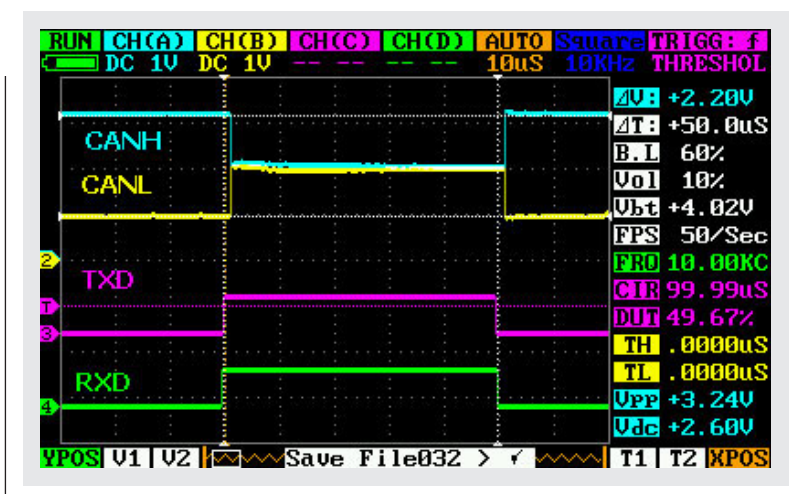 RUN CH(A) CH(B) CH(C) CH(D) AUTO Square TRIGG: f
DC 1V DC 1V -- -- -- -- 10uS 10KHz THRESHOL
⊿V: +2.20V
⊿T: +50.0uS
CANH
B.L 60%
CANL
Vol 10%
Vbt +4.02V
FPS 50/Sec
2
FRQ 10.00KC
TXD
CIR 99.99uS
T
DUT 49.67%
3
TH .0000uS
RXD
TL .0000uS
4
VPP +3.24V
Vdc +2.60V
YPOS V1 V2 Save File032 > T1 T2 XPOS